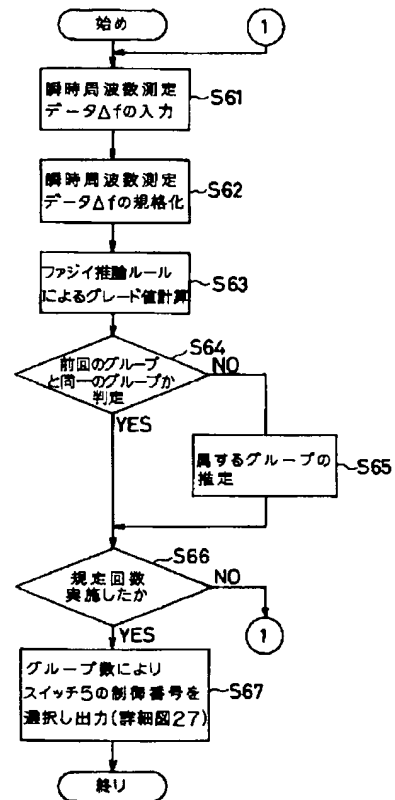 始め
1
瞬時周波数測定
データΔfの入力
S61
瞬時周波数測定
データΔfの規格化
S62
ファジイ推論ルール
によるグレード値計算
S63
S64
前回のグループ
と同一のグループか
判定
NO
YES
属するグループの
推定
S65
S66
規定回数
実施したか
NO
1
YES
グループ数により
スイッチ5の制御番号を
選択し出力(詳細図27)
S67
終り